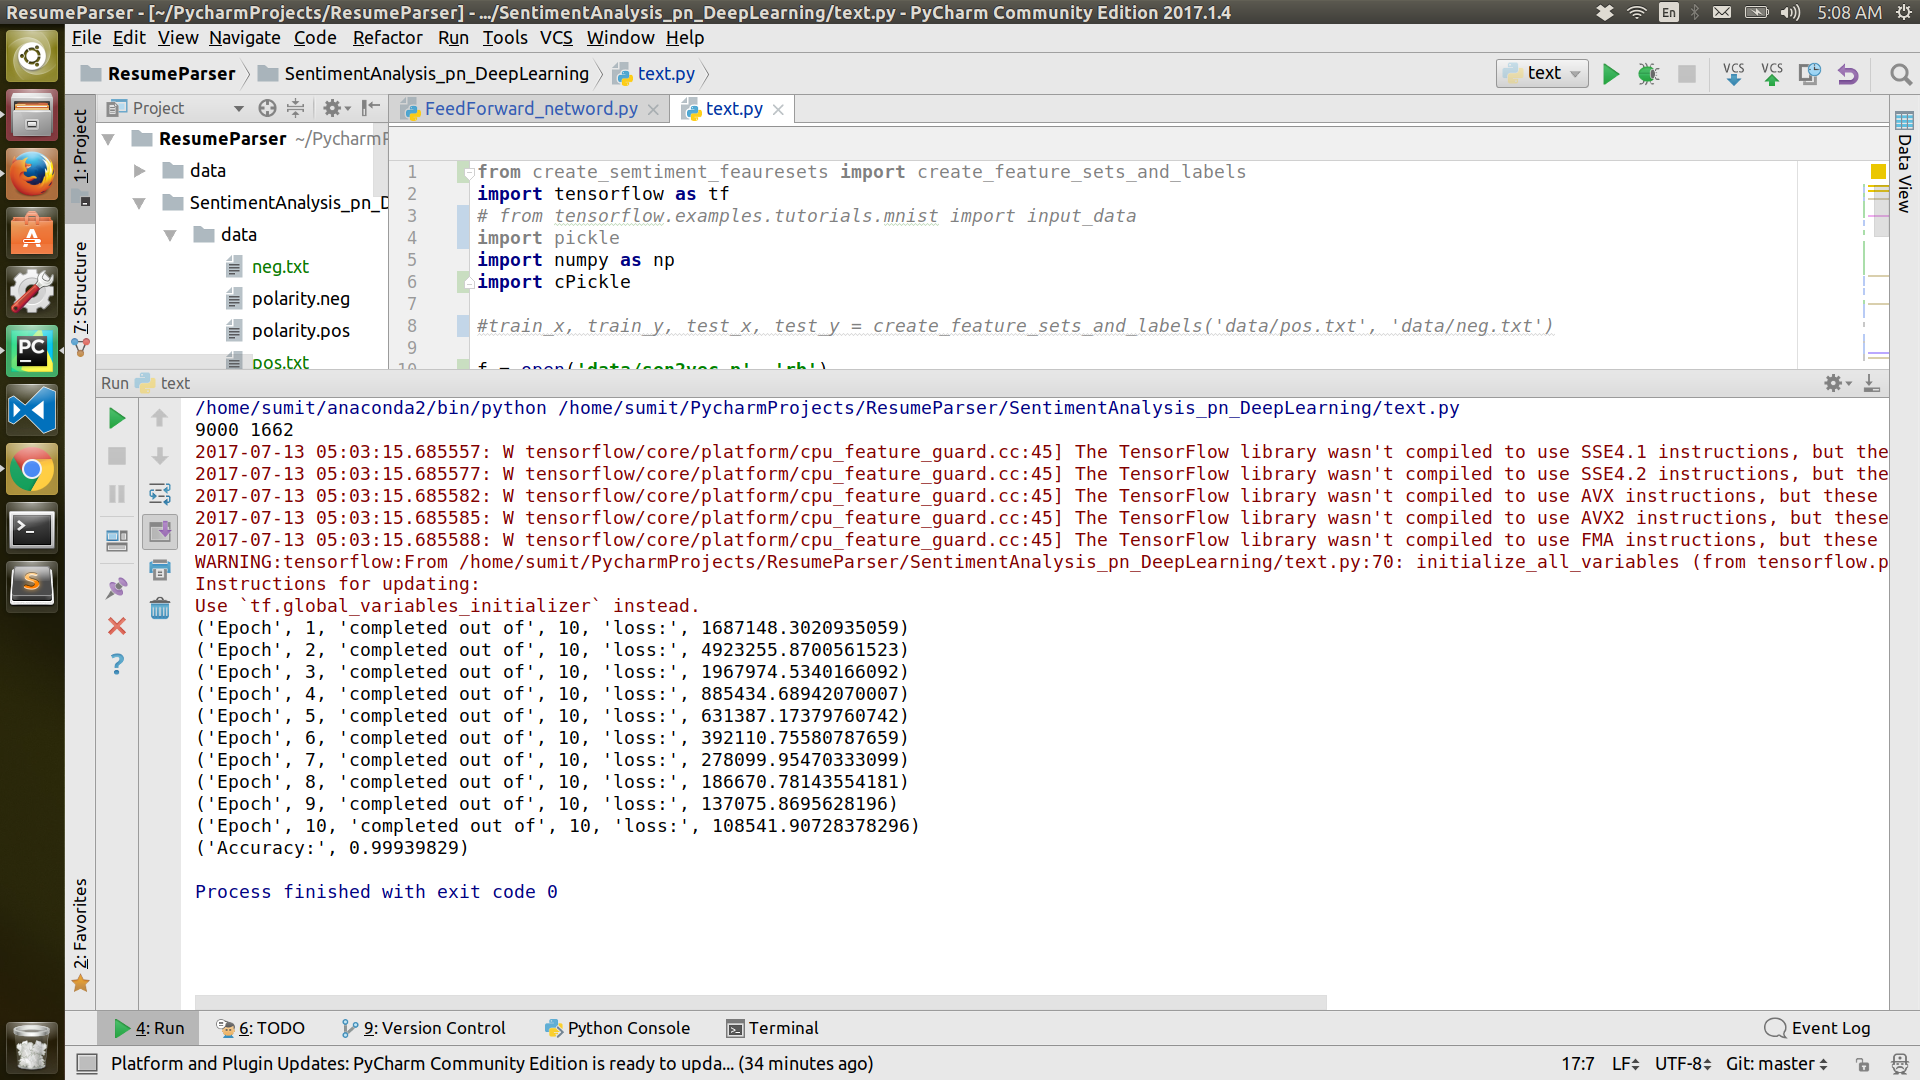 ResumeParser - [~/PycharmProjects/ResumeParser] - .../SentimentAnalysis_pn_DeepLearning/text.py - PyCharm Community Edition 2017.1.4
En
5:08 AM
File Edit View Navigate Code Refactor Run Tools VCS Window Help
ResumeParser SentimentAnalysis_pn_DeepLearning text.py
text
VCS VCS
Project
FeedForward_netword.py text.py
1: Project
7: Structure
2: Favorites
Data View
ResumeParser ~/PycharmP
data
SentimentAnalysis_pn_D
data
neg.txt
polarity.neg
polarity.pos
pos.txt
1 from create_semtiment_feauresets import create_feature_sets_and_labels
2 import tensorflow as tf
3 # from tensorflow.examples.tutorials.mnist import input_data
4 import pickle
5 import numpy as np
6 import cPickle
7
8 #train_x, train_y, test_x, test_y = create_feature_sets_and_labels('data/pos.txt', 'data/neg.txt')
9
10 f = open('data/sen2vec.p', 'rb')
Run text
/home/sumit/anaconda2/bin/python /home/sumit/PycharmProjects/ResumeParser/SentimentAnalysis_pn_DeepLearning/text.py
9000 1662
2017-07-13 05:03:15.685557: W tensorflow/core/platform/cpu_feature_guard.cc:45] The TensorFlow library wasn't compiled to use SSE4.1 instructions, but the
2017-07-13 05:03:15.685577: W tensorflow/core/platform/cpu_feature_guard.cc:45] The TensorFlow library wasn't compiled to use SSE4.2 instructions, but the
2017-07-13 05:03:15.685582: W tensorflow/core/platform/cpu_feature_guard.cc:45] The TensorFlow library wasn't compiled to use AVX instructions, but these
2017-07-13 05:03:15.685585: W tensorflow/core/platform/cpu_feature_guard.cc:45] The TensorFlow library wasn't compiled to use AVX2 instructions, but these
2017-07-13 05:03:15.685588: W tensorflow/core/platform/cpu_feature_guard.cc:45] The TensorFlow library wasn't compiled to use FMA instructions, but these
WARNING:tensorflow:From /home/sumit/PycharmProjects/ResumeParser/SentimentAnalysis_pn_DeepLearning/text.py:70: initialize_all_variables (from tensorflow.p
Instructions for updating:
Use `tf.global_variables_initializer` instead.
('Epoch', 1, 'completed out of', 10, 'loss:', 1687148.3020935059)
('Epoch', 2, 'completed out of', 10, 'loss:', 4923255.8700561523)
('Epoch', 3, 'completed out of', 10, 'loss:', 1967974.5340166092)
('Epoch', 4, 'completed out of', 10, 'loss:', 885434.68942070007)
('Epoch', 5, 'completed out of', 10, 'loss:', 631387.17379760742)
('Epoch', 6, 'completed out of', 10, 'loss:', 392110.75580787659)
('Epoch', 7, 'completed out of', 10, 'loss:', 278099.95470333099)
('Epoch', 8, 'completed out of', 10, 'loss:', 186670.78143554181)
('Epoch', 9, 'completed out of', 10, 'loss:', 137075.8695628196)
('Epoch', 10, 'completed out of', 10, 'loss:', 108541.90728378296)
('Accuracy:', 0.99939829)
Process finished with exit code 0
4: Run 6: TODO 9: Version Control Python Console Terminal Event Log
Platform and Plugin Updates: PyCharm Community Edition is ready to upda... (34 minutes ago)
17:7 LF UTF-8 Git: master